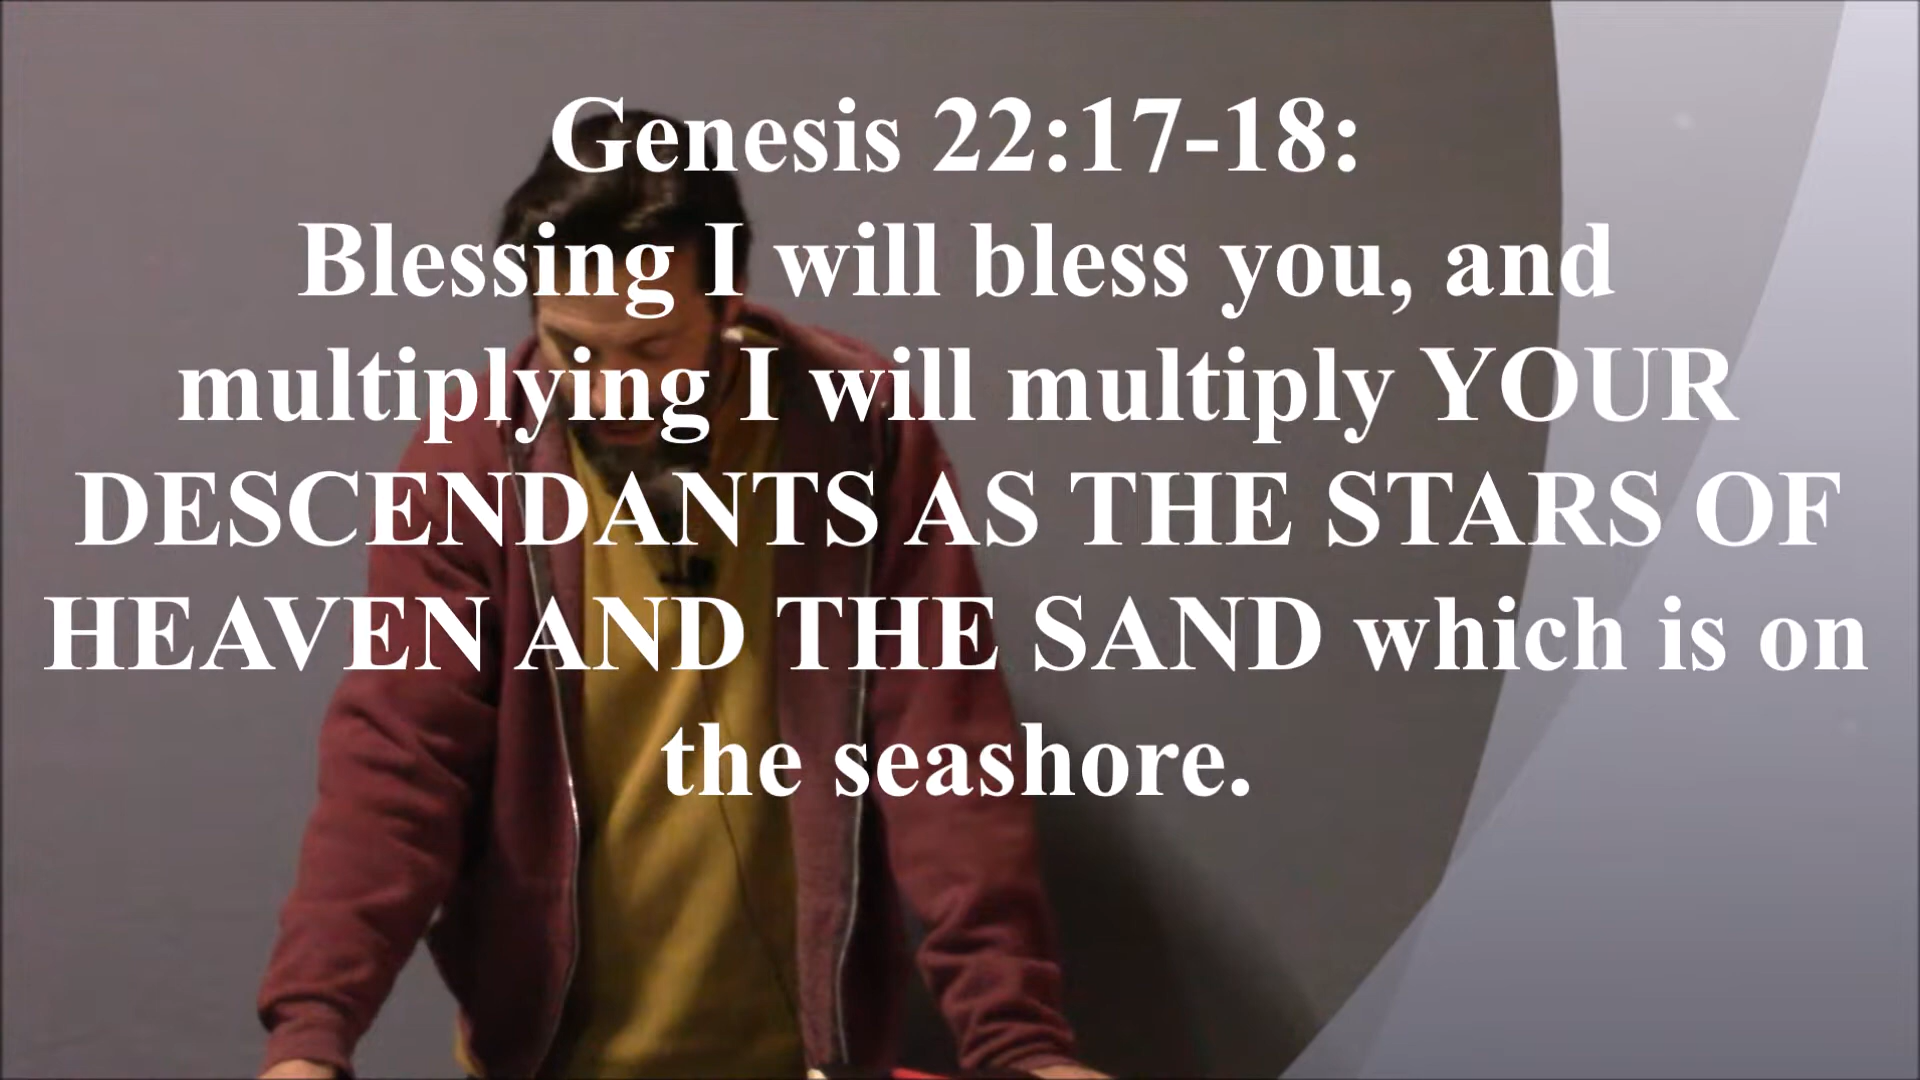 Genesis 22:17-18:
Blessing I will bless you, and
multiplying I will multiply YOUR
DESCENDANTS AS THE STARS OF
HEAVEN AND THE SAND which is on
the seashore.